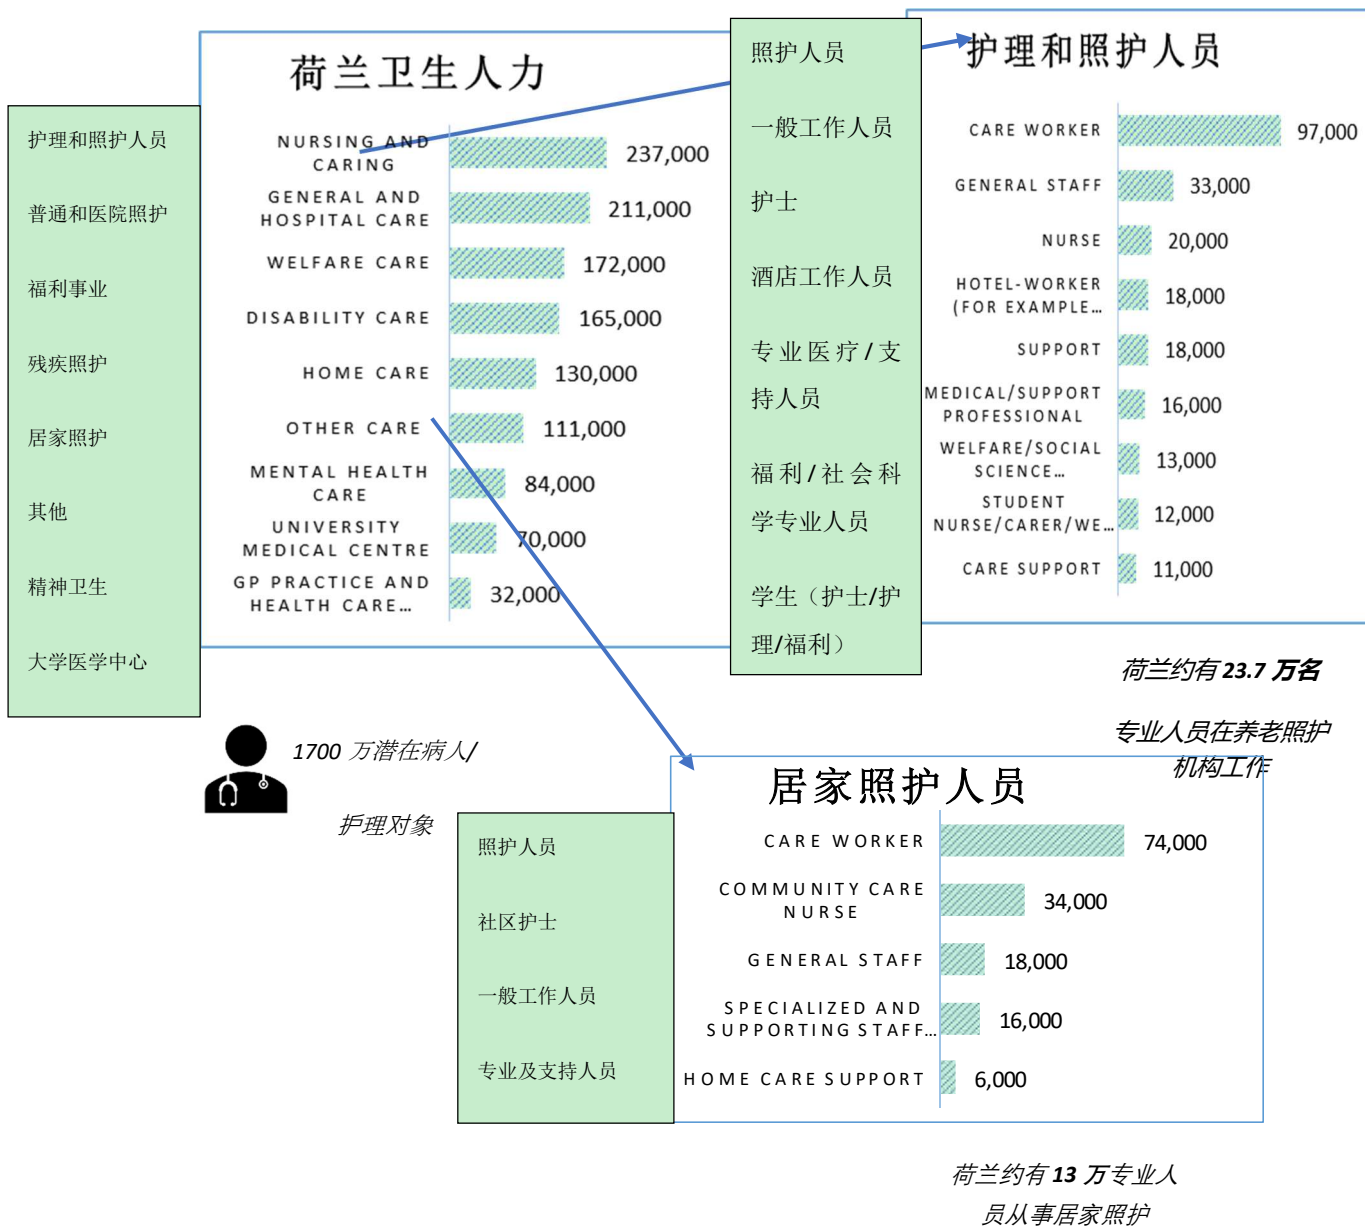 荷兰卫生人力
护理和照护人员
普通和医院照护
福利事业
残疾照护
居家照护
其他
精神卫生
大学医学中心
NURSING AND
CARING
237,000
GENERAL AND
HOSPITAL CARE
211,000
WELFARE CARE
172,000
DISABILITY CARE
165,000
HOME CARE
130,000
OTHER CARE
111,000
MENTAL HEALTH
CARE
84,000
UNIVERSITY
MEDICAL CENTRE
70,000
GP PRACTICE AND
HEALTH CARE...
32,000
照护人员
一般工作人员
护士
酒店工作人员
专业医疗/支
持人员
福利/社会科
学专业人员
学生（护士/护
理/福利）
护理和照护人员
CARE WORKER
97,000
GENERAL STAFF
33,000
NURSE
20,000
HOTEL-WORKER
(FOR EXAMPLE...
18,000
SUPPORT
18,000
MEDICAL/SUPPORT
PROFESSIONAL
16,000
WELFARE/SOCIAL
SCIENCE...
13,000
STUDENT
NURSE/CARER/WE...
12,000
CARE SUPPORT
11,000
荷兰约有 23.7 万名
专业人员在养老照护
机构工作
1700 万潜在病人/
护理对象
照护人员
社区护士
一般工作人员
专业及支持人员
居家照护人员
CARE WORKER
74,000
COMMUNITY CARE
NURSE
34,000
GENERAL STAFF
18,000
SPECIALIZED AND
SUPPORTING STAFF...
16,000
HOME CARE SUPPORT
6,000
荷兰约有 13 万专业人
员从事居家照护